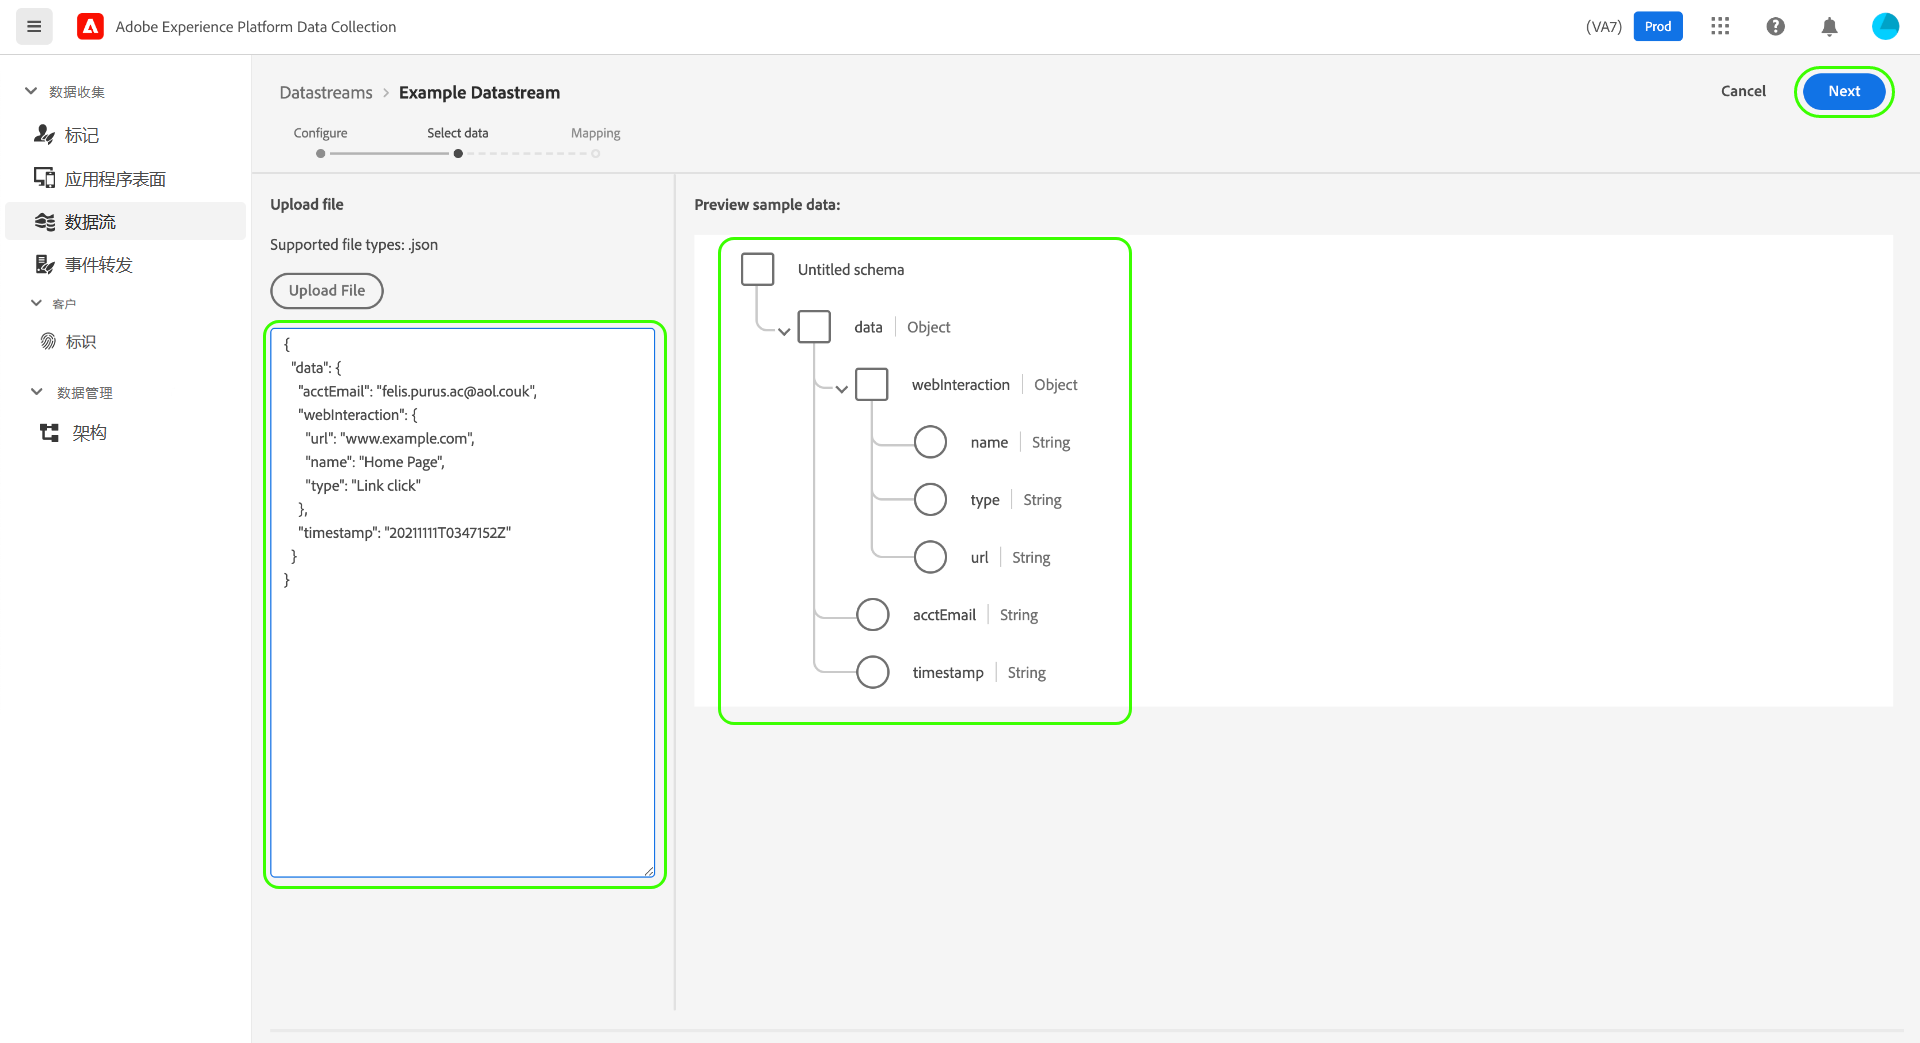 Adobe Experience Platform Data Collection
(VA7) Prod
数据收集
标记
应用程序表面
数据流
事件转发
客户
标识
数据管理
架构
Datastreams > Example Datastream
Cancel
Next
Configure
Select data
Mapping
Upload file
Supported file types: .json
Upload File
{
"data": {
"acctEmail": "felis.purus.ac@aol.couk",
"webInteraction": {
"url": "www.example.com",
"name": "Home Page",
"type": "Link click"
},
"timestamp": "20211111T0347152Z"
}
}
Preview sample data:
Untitled schema
data | Object
webInteraction | Object
name | String
type | String
url | String
acctEmail | String
timestamp | String